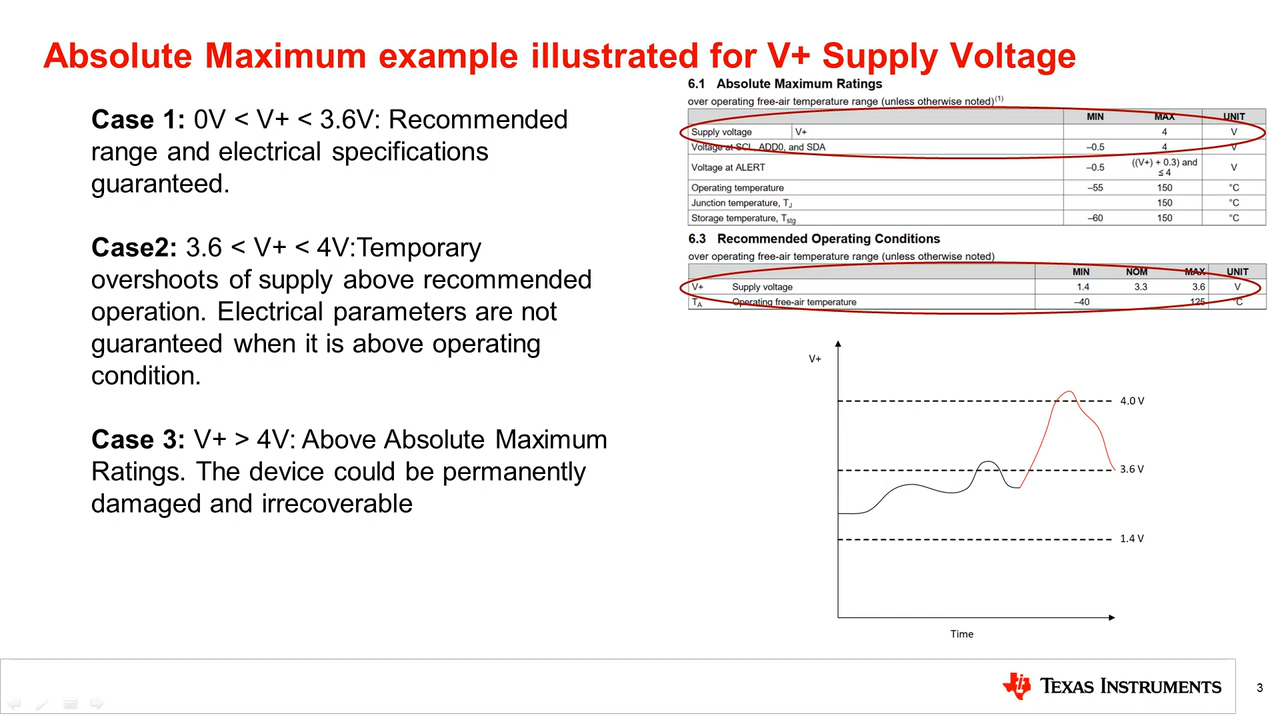 Absolute Maximum example illustrated for V+ Supply Voltage
Case 1: 0V < V+ < 3.6V: Recommended
range and electrical specifications
guaranteed.
Case2: 3.6 < V+ < 4V:Temporary
overshoots of supply above recommended
operation. Electrical parameters are not
guaranteed when it is above operating
condition.
Case 3: V+ > 4V: Above Absolute Maximum
Ratings. The device could be permanently
damaged and irrecoverable
6.1 Absolute Maximum Ratings
over operating free-air temperature range (unless otherwise noted)(1)
MIN MAX UNIT
Supply voltage V+ 4 V
Voltage at SCL, ADD0, and SDA –0.5 4 V
Voltage at ALERT –0.5 ((V+) + 0.3) and ≤ 4 V
Operating temperature –55 150 °C
Junction temperature, TJ 150 °C
Storage temperature, Tstg –60 150 °C
6.3 Recommended Operating Conditions
over operating free-air temperature range (unless otherwise noted)
MIN NOM MAX UNIT
V+ Supply voltage 1.4 3.3 3.6 V
TA Operating free-air temperature –40 125 °C
V+
4.0 V
3.6 V
1.4 V
Time
TEXAS INSTRUMENTS
3